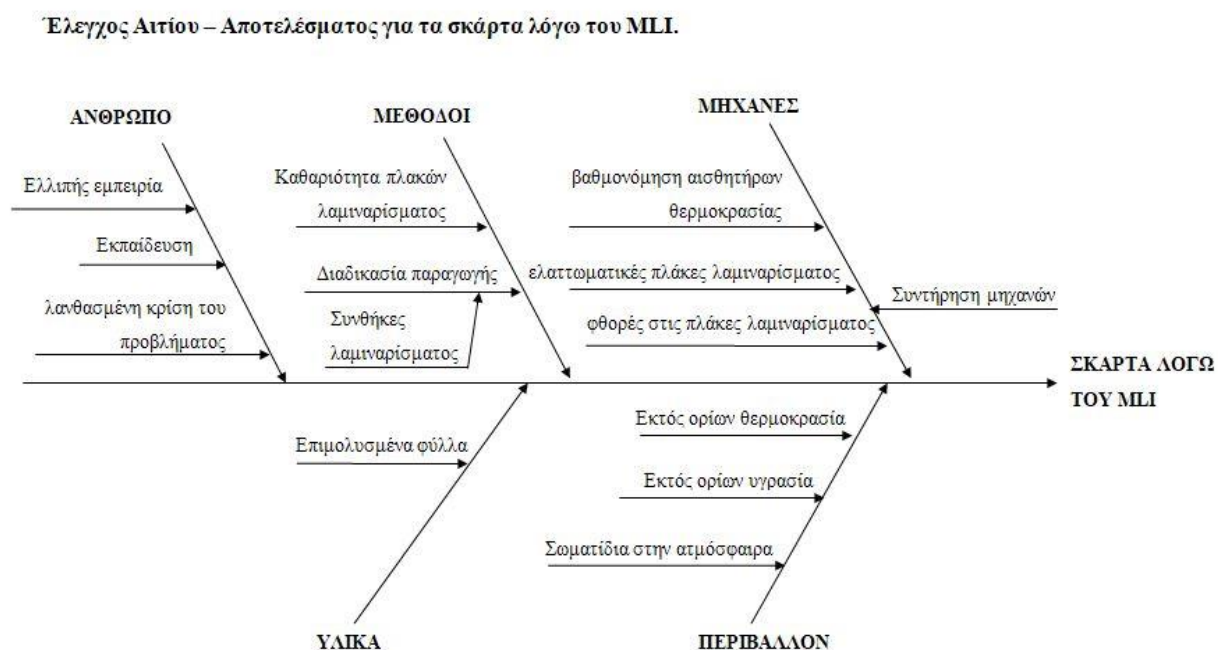 Έλεγχος Αιτίου – Αποτελέσματος για τα σκάρτα λόγω του MLI.
ΑΝΘΡΩΠΟ
ΜΕΘΟΔΟΙ
ΜΗΧΑΝΕΣ
Ελλιπής εμπειρία
Εκπαίδευση
λανθασμένη κρίση του
προβλήματος
Καθαριότητα πλακών
λαμιναρίσματος
Διαδικασία παραγωγής
Συνθήκες
λαμιναρίσματος
βαθμονόμηση αισθητήρων
θερμοκρασίας
ελαττωματικές πλάκες λαμιναρίσματος
Συντήρηση μηχανών
φθορές στις πλάκες λαμιναρίσματος
ΣΚΑΡΤΑ ΛΟΓΩ
ΤΟΥ MLI
Επιμολυσμένα φύλλα
Εκτός ορίων θερμοκρασία
Εκτός ορίων υγρασία
Σωματίδια στην ατμόσφαιρα
ΥΛΙΚΑ
ΠΕΡΙΒΑΛΛΟΝ